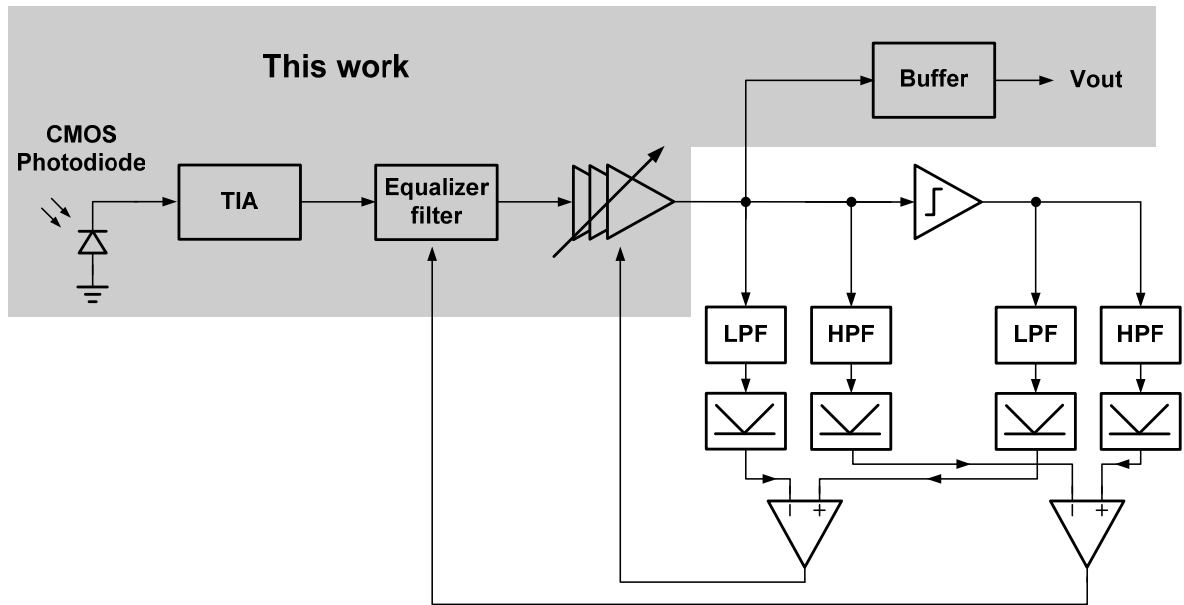 This work
Buffer
Vout
CMOS
Photodiode
TIA
Equalizer
filter
LPF
HPF
LPF
HPF
− +
− +